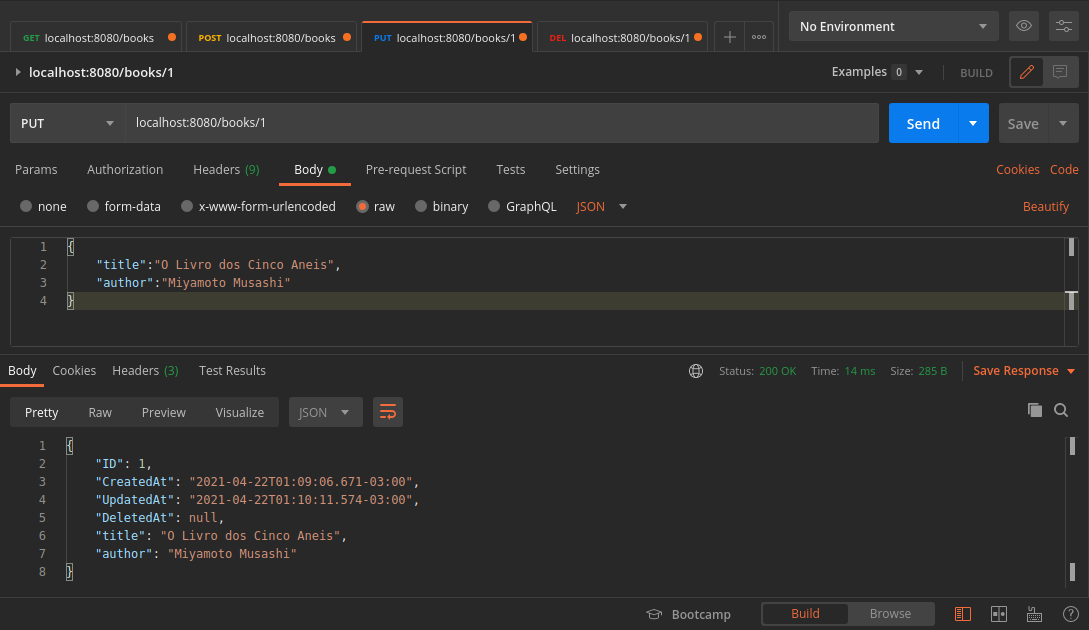 GET localhost:8080/books
POST localhost:8080/books
PUT localhost:8080/books/1
DEL localhost:8080/books/1
No Environment
localhost:8080/books/1
Examples 0
BUILD
PUT
localhost:8080/books/1
Send
Save
Params Authorization Headers (9) Body Pre-request Script Tests Settings Cookies Code
none form-data x-www-form-urlencoded raw binary GraphQL JSON Beautify
1 {
2 "title":"O Livro dos Cinco Aneis",
3 "author":"Miyamoto Musashi"
4 }
Body Cookies Headers (3) Test Results Status: 200 OK Time: 14 ms Size: 285 B Save Response
Pretty Raw Preview Visualize JSON
1 {
2 "ID": 1,
3 "CreatedAt": "2021-04-22T01:09:06.671-03:00",
4 "UpdatedAt": "2021-04-22T01:10:11.574-03:00",
5 "DeletedAt": null,
6 "title": "O Livro dos Cinco Aneis",
7 "author": "Miyamoto Musashi"
8 }
Bootcamp Build Browse